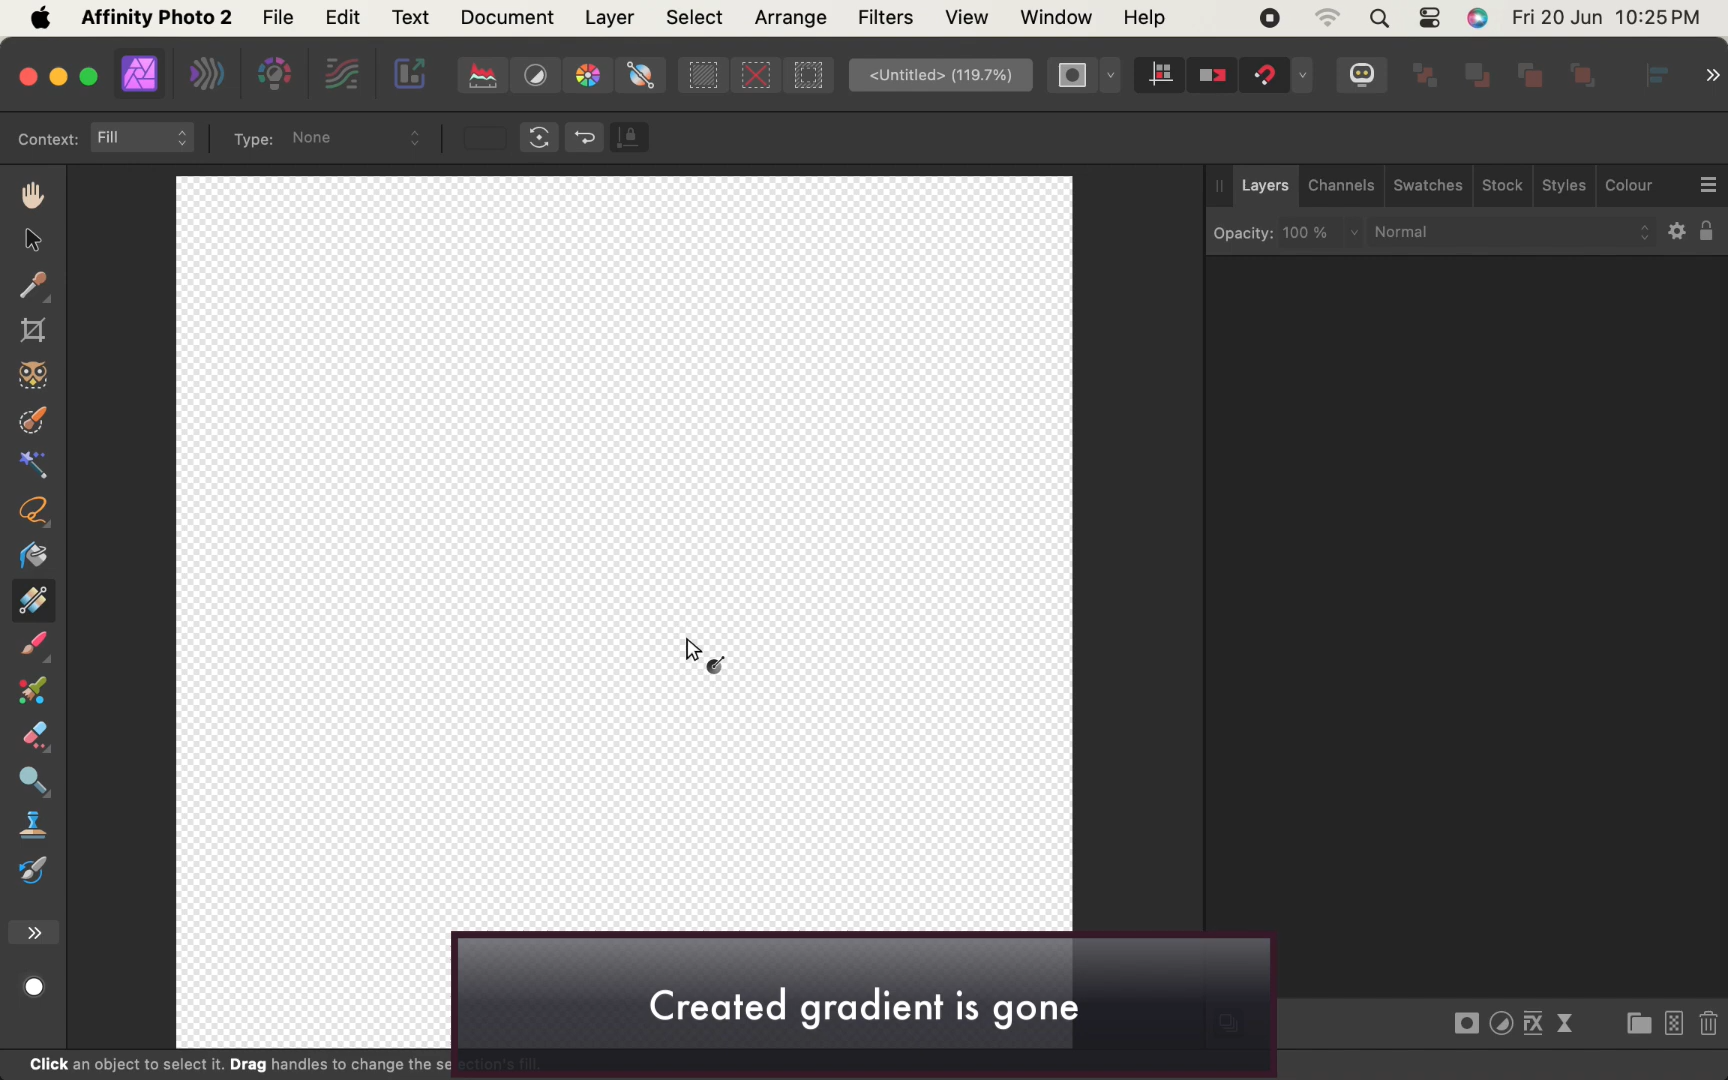 Affinity Photo 2 File Edit Text Document Layer Select Arrange Filters View Window Help Fri 20 Jun 10:25 PM
<Untitled> (119.7%)
Context: Fill Type: None
Layers Channels Swatches Stock Styles Colour
Opacity: 100 % Normal
Created gradient is gone
Click an object to select it. Drag handles to change the selection's fill.